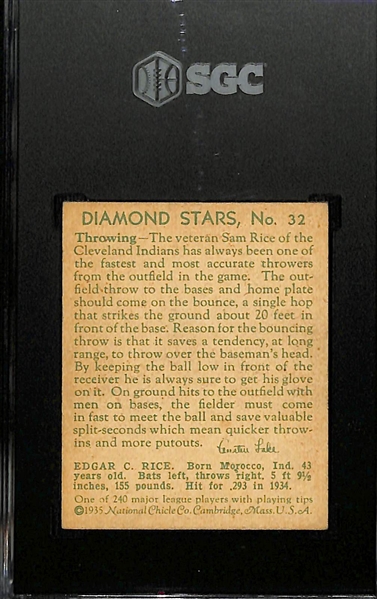 SGC
DIAMOND STARS, No. 32
Throwing—The veteran Sam Rice of the
Cleveland Indians has always been one of
the fastest and most accurate throwers
from the outfield in the game. The out-
field throw to the bases and home plate
should come on the bounce, a single hop
that strikes the ground about 20 feet in
front of the base. Reason for the bouncing
throw is that it saves a tendency, at long
range, to throw over the baseman's head.
By keeping the ball low in front of the
receiver he is always sure to get his glove
on it. On ground hits to the outfield with
men on bases, the fielder must come
in fast to meet the ball and save valuable
split-seconds which mean quicker throw-
ins and more putouts. Austen Lake
EDGAR C. RICE. Born Morocco, Ind. 43
years old. Bats left, throws right, 5 ft 9½
inches, 155 pounds. Hit for .293 in 1934.
One of 240 major league players with playing tips
©1935 National Chicle Co. Cambridge, Mass. U.S.A.